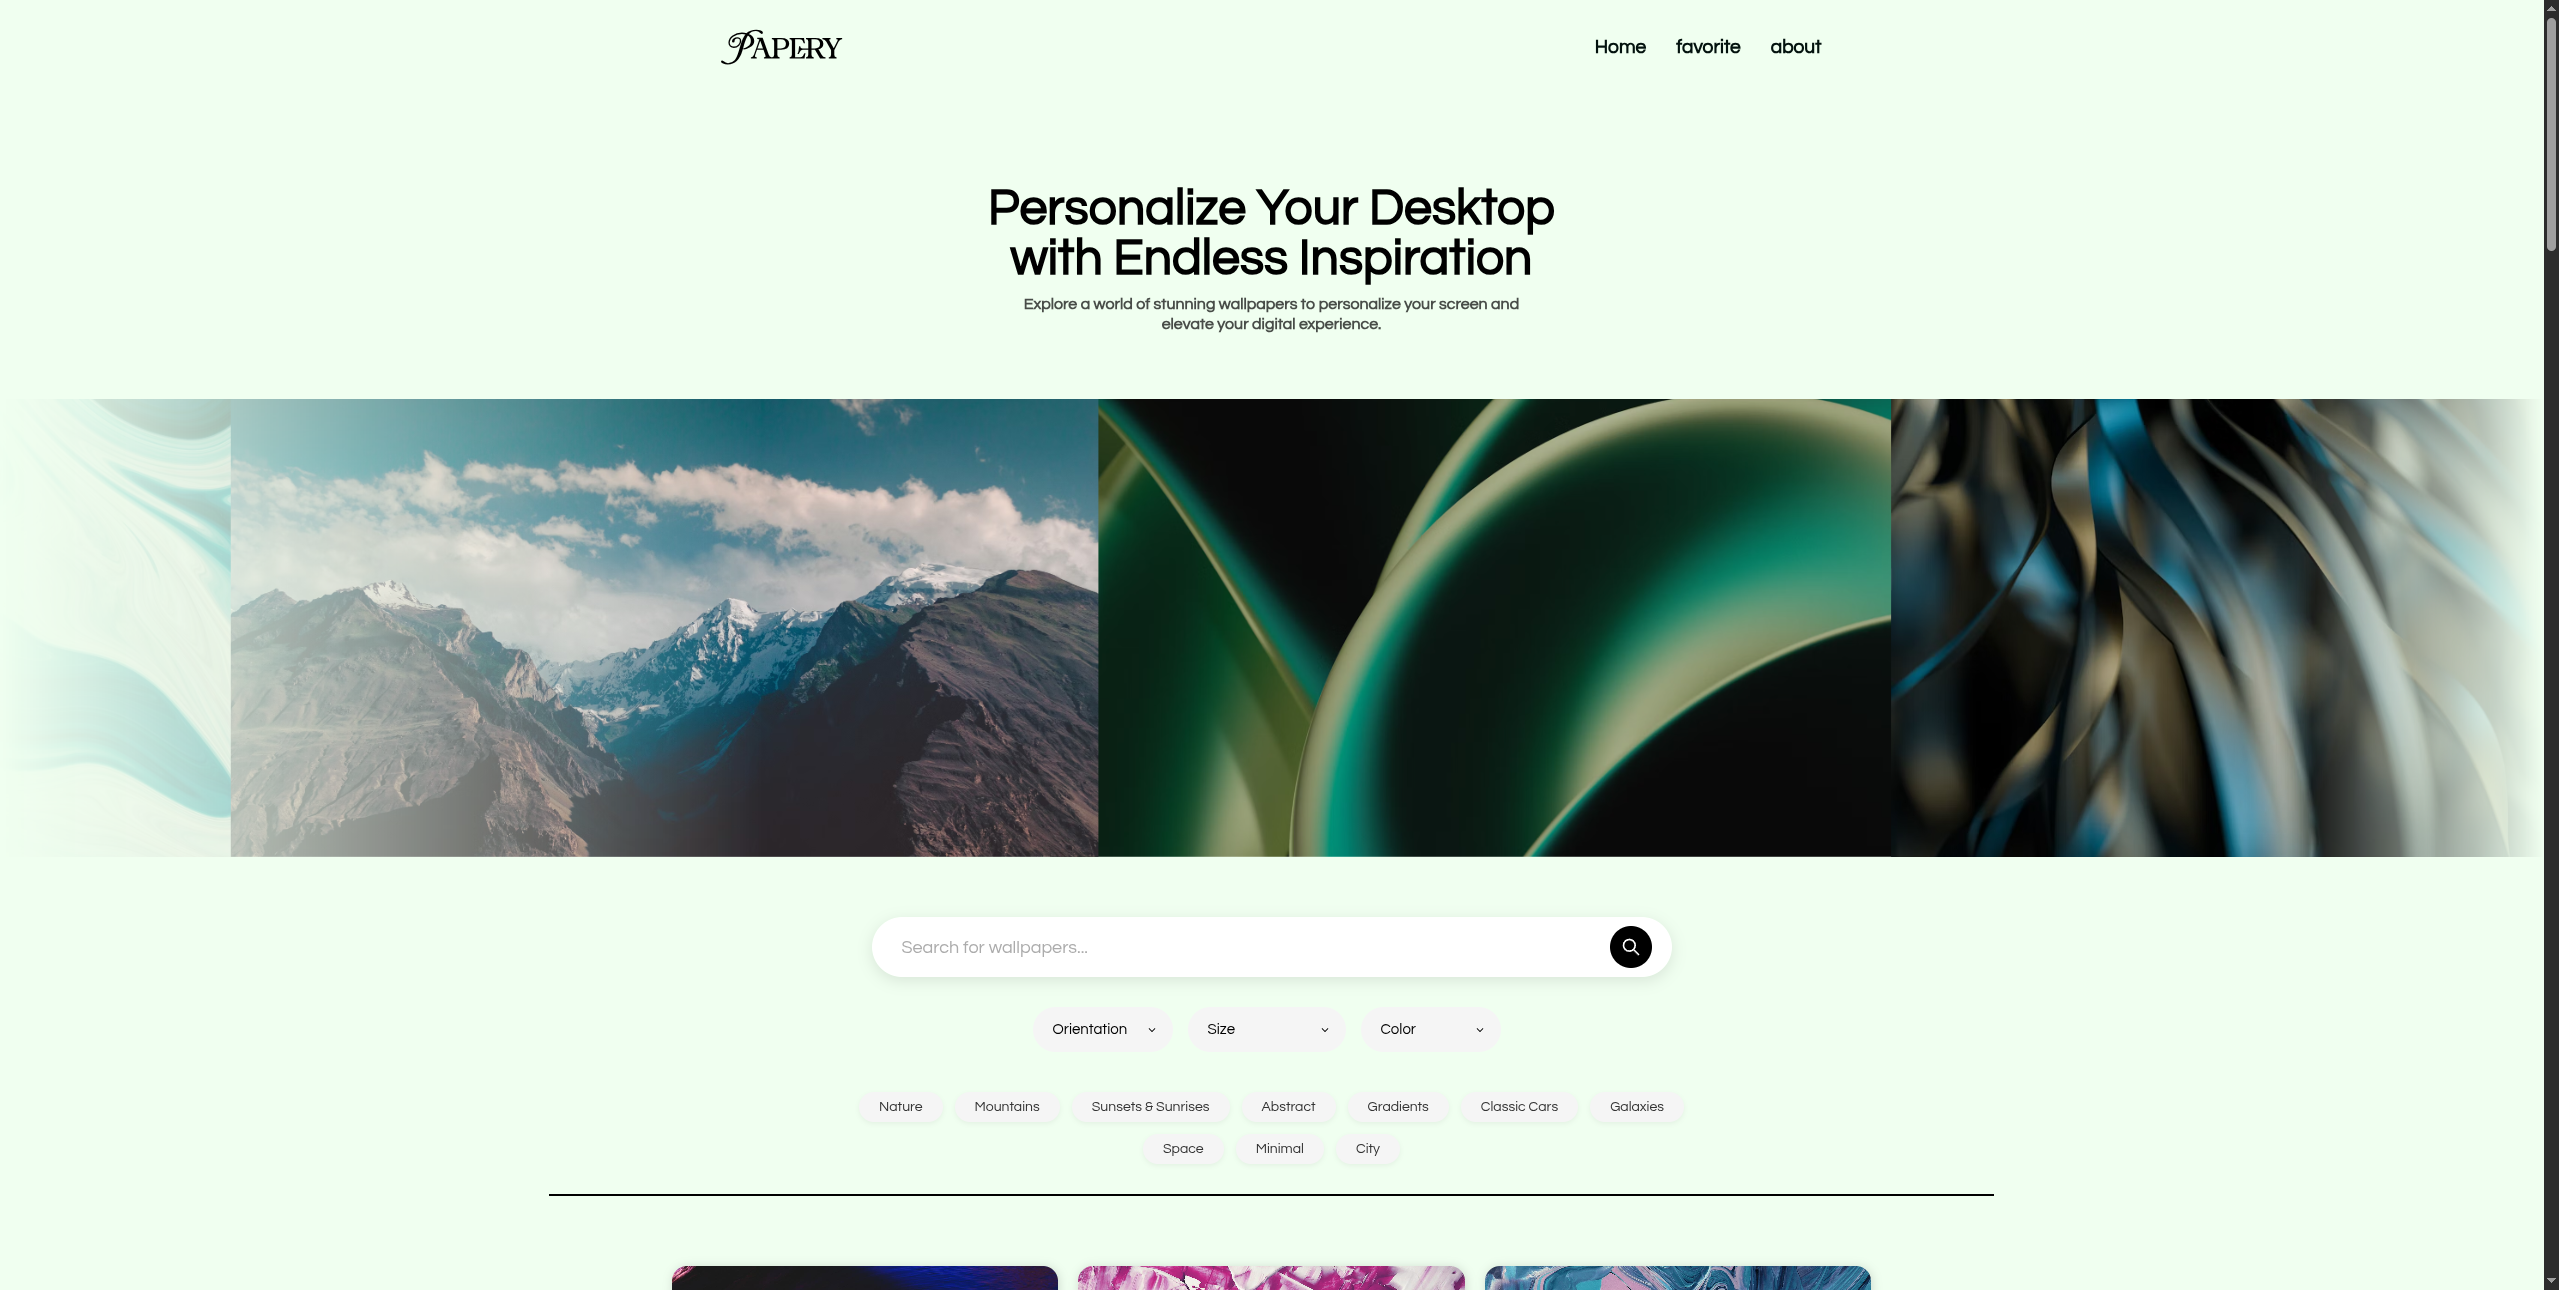 PAPERY
Home favorite about
Personalize Your Desktop
with Endless Inspiration
Explore a world of stunning wallpapers to personalize your screen and
elevate your digital experience.
Search for wallpapers...
Orientation Size Color
Nature Mountains Sunsets & Sunrises Abstract Gradients Classic Cars Galaxies
Space Minimal City